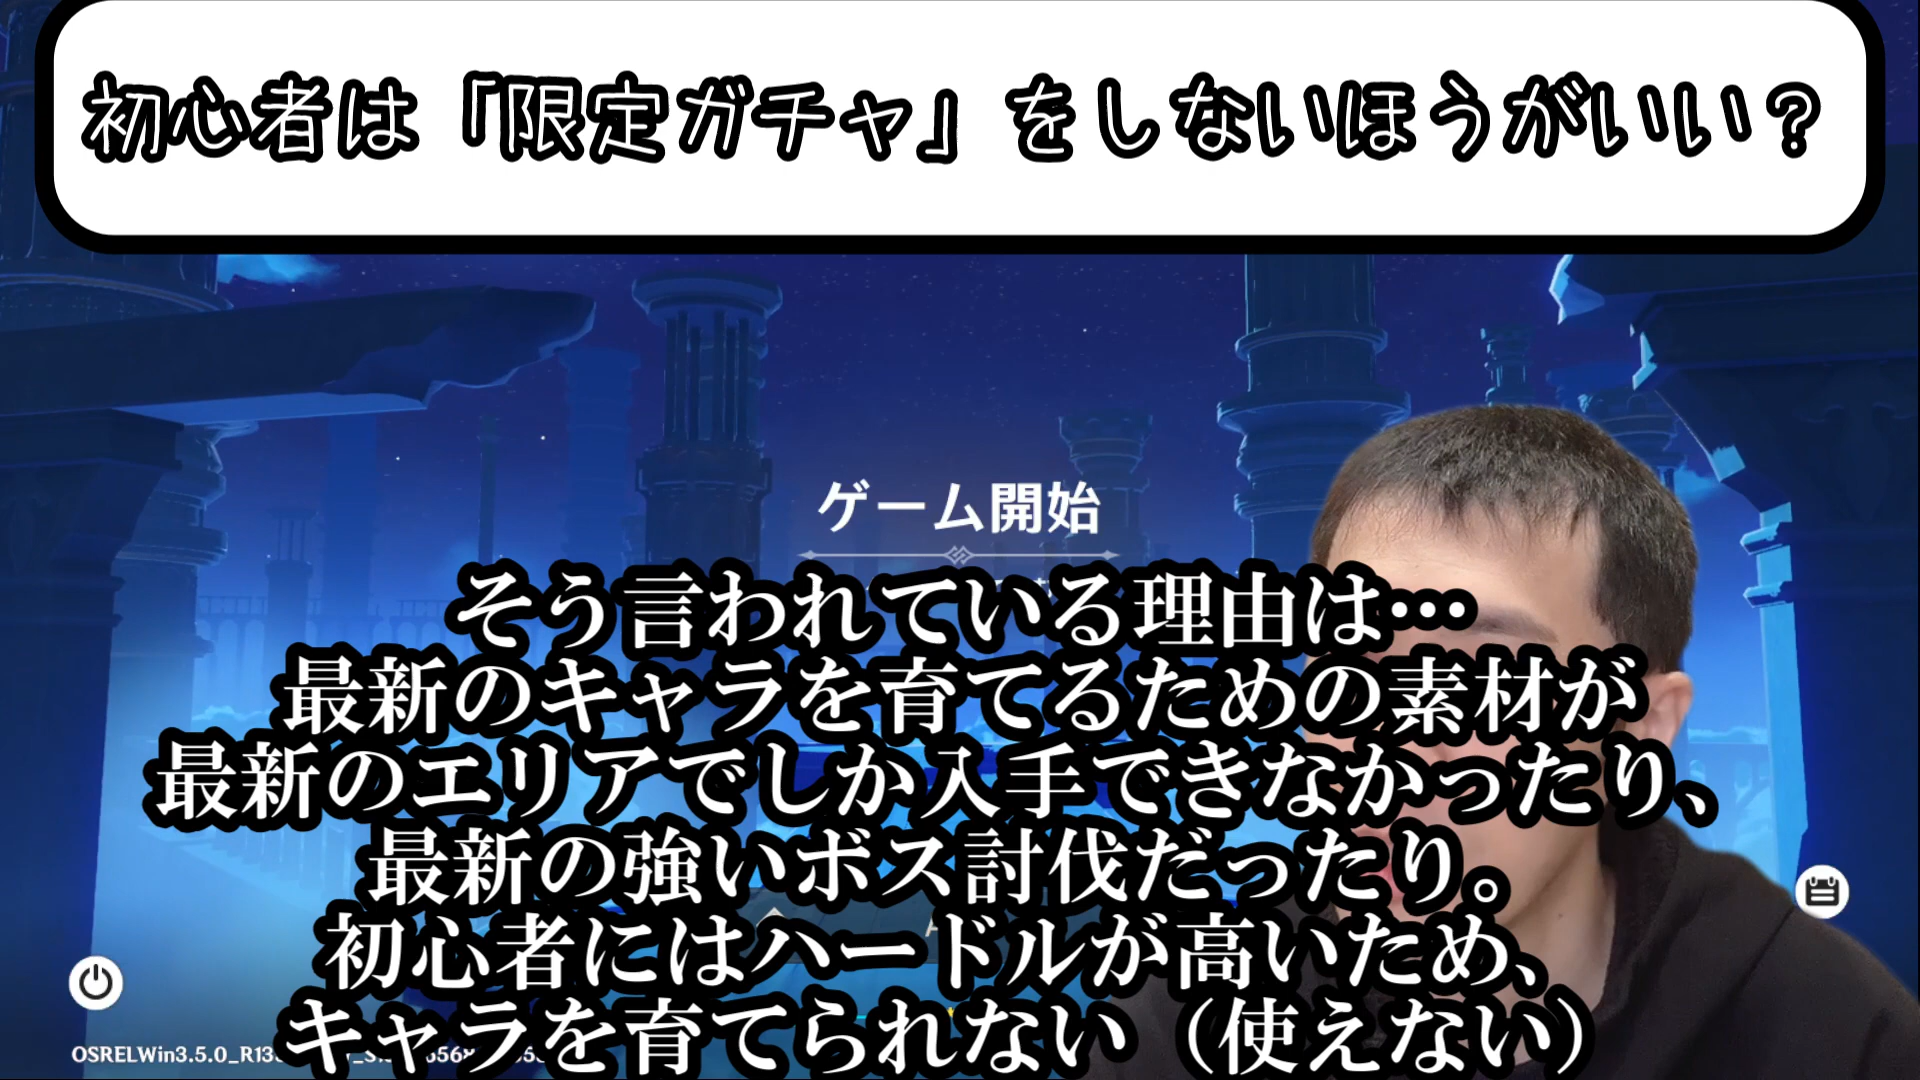 初心者は「限定ガチャ」をしないほうがいい？
ゲーム開始
そう言われている理由は…
最新のキャラを育てるための素材が
最新のエリアでしか入手できなかったり、
最新の強いボス討伐だったり。
初心者にはハードルが高いため、
キャラを育てられない（使えない）
OSRELWin3.5.0_R13